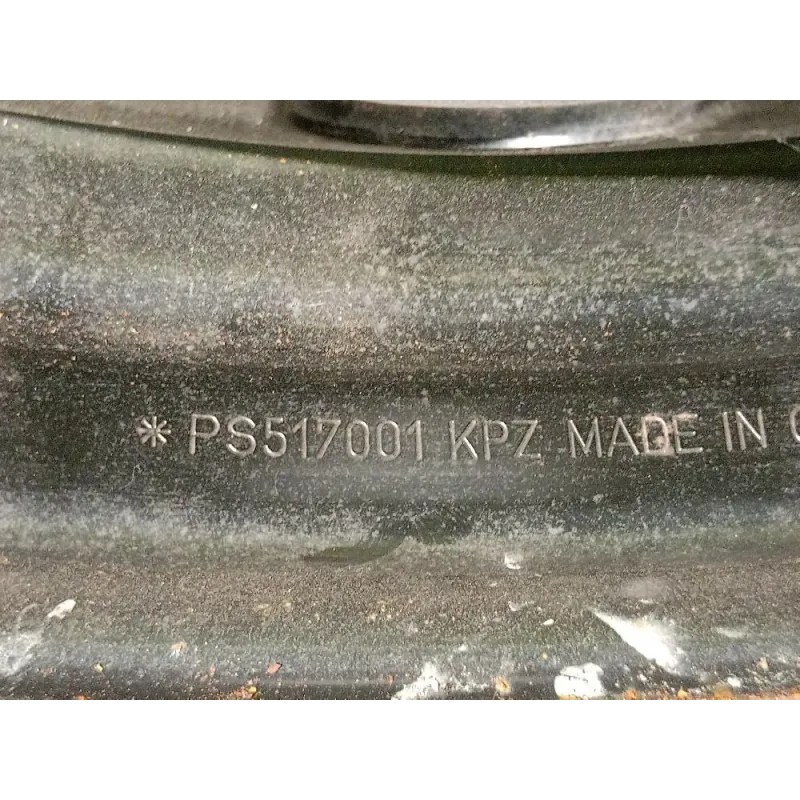 * PS517001 KPZ MADE IN